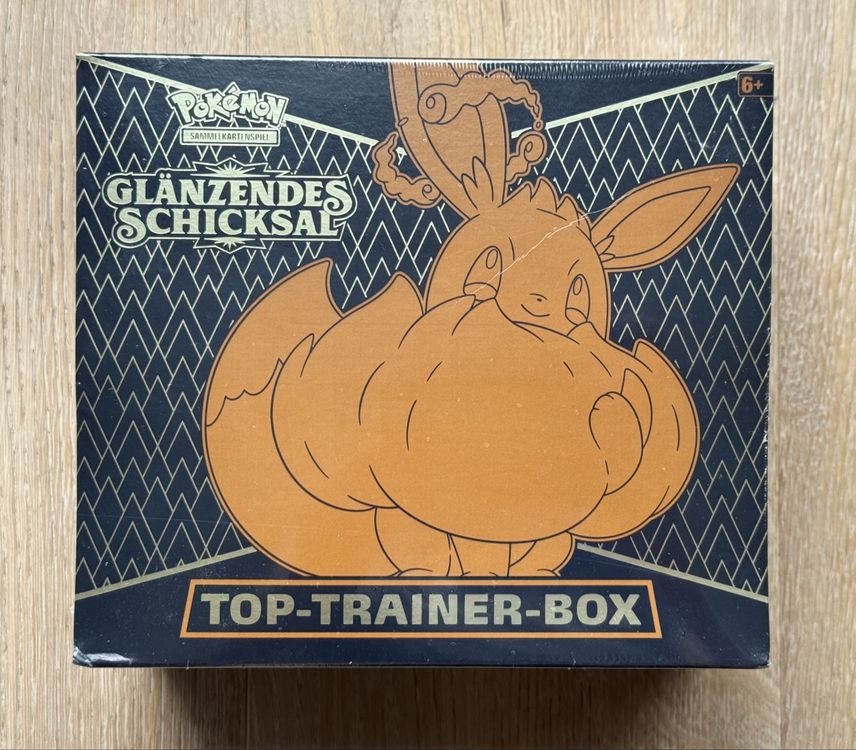 6+
POKéMON
SAMMELKARTENSPIEL
GLÄNZENDES
SCHICKSAL
TOP-TRAINER-BOX